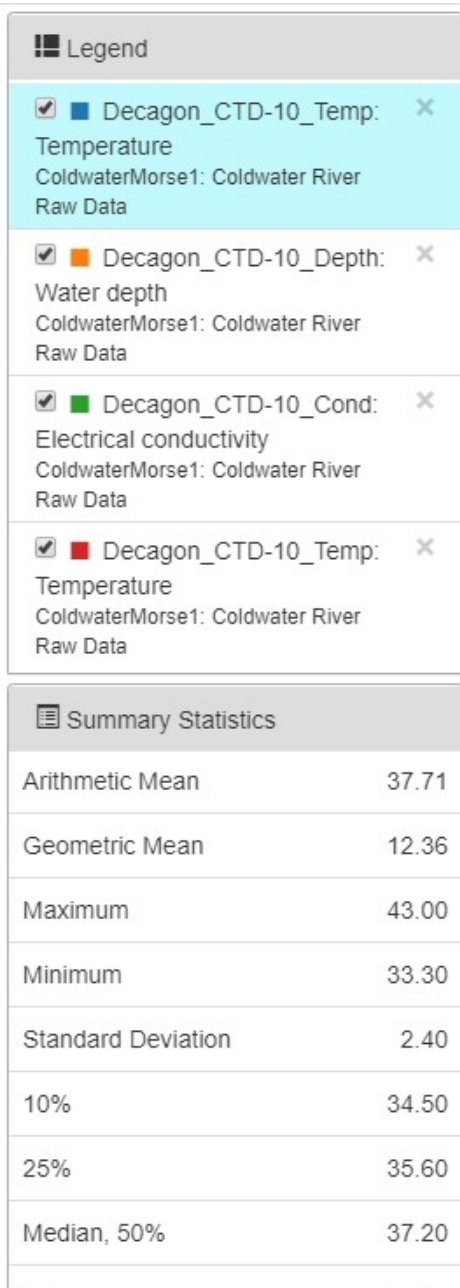 Legend
Decagon_CTD-10_Temp: ×
Temperature
ColdwaterMorse1: Coldwater River
Raw Data
Decagon_CTD-10_Depth: ×
Water depth
ColdwaterMorse1: Coldwater River
Raw Data
Decagon_CTD-10_Cond: ×
Electrical conductivity
ColdwaterMorse1: Coldwater River
Raw Data
Decagon_CTD-10_Temp: ×
Temperature
ColdwaterMorse1: Coldwater River
Raw Data
Summary Statistics
Arithmetic Mean 37.71
Geometric Mean 12.36
Maximum 43.00
Minimum 33.30
Standard Deviation 2.40
10% 34.50
25% 35.60
Median, 50% 37.20